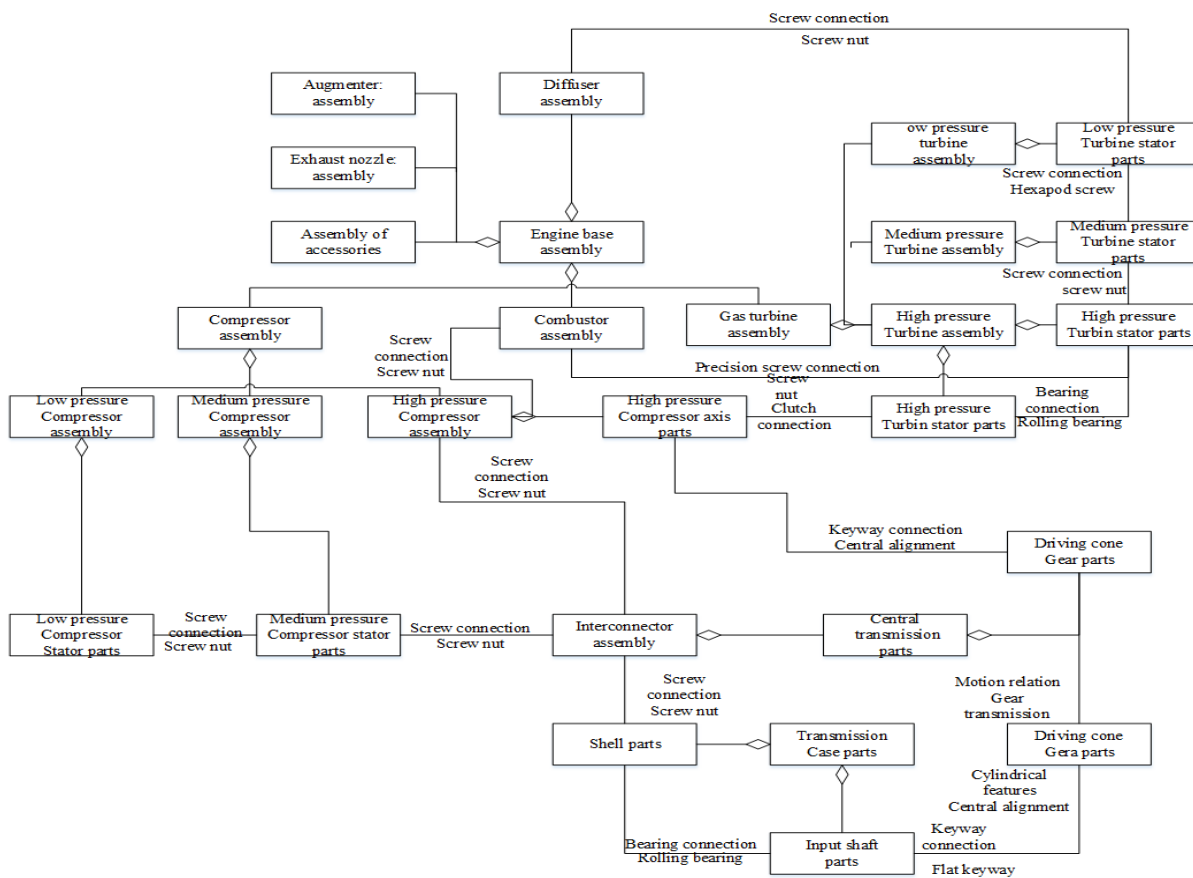 Screw connection
Screw nut
Augmenter:
assembly
Diffuser
assembly
ow pressure
turbine
assembly
Low pressure
Turbine stator
parts
Exhaust nozzle:
assembly
Screw connection
Hexapod screw
Assembly of
accessories
Engine base
assembly
Medium pressure
Turbine assembly
Medium pressure
Turbine stator
parts
Screw connection
screw nut
Compressor
assembly
Combustor
assembly
Gas turbine
assembly
High pressure
Turbine assembly
High pressure
Turbin stator parts
Screw
connection
Screw nut
Precision screw connection
Screw
nut
Clutch
connection
Bearing
connection
Rolling bearing
Low pressure
Compressor
assembly
Medium pressure
Compressor
assembly
High pressure
Compressor
assembly
High pressure
Compressor axis
parts
High pressure
Turbin stator parts
Screw
connection
Screw nut
Keyway connection
Central alignment
Driving cone
Gear parts
Low pressure
Compressor
Stator parts
Screw
connection
Screw nut
Medium pressure
Compressor stator
parts
Screw connection
Screw nut
Interconnector
assembly
Central
transmission
parts
Screw
connection
Screw nut
Motion relation
Gear
transmission
Shell parts
Transmission
Case parts
Driving cone
Gera parts
Cylindrical
features
Central alignment
Bearing connection
Rolling bearing
Input shaft
parts
Keyway
connection
Flat keyway